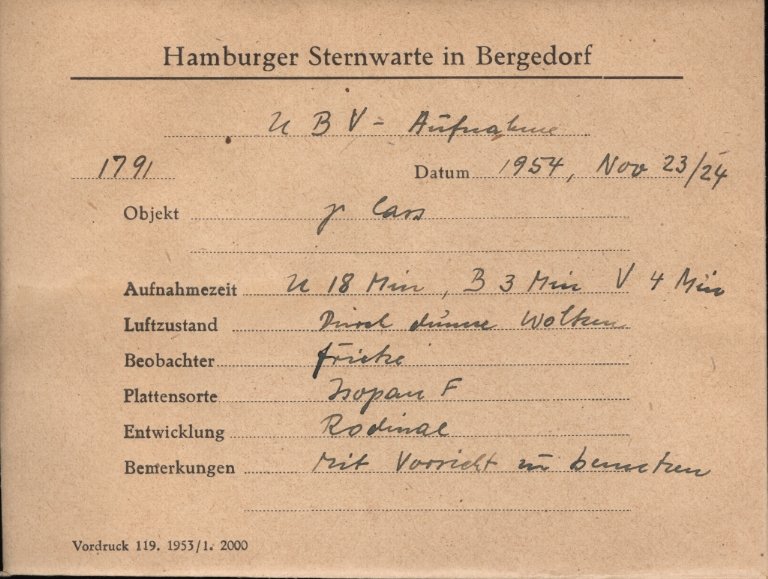 Hamburger Sternwarte in Bergedorf
U B V - Aufnahme
1791 Datum 1954, Nov 23/24
Objekt γ Cass
Aufnahmezeit U 18 Min, B 3 Min V 4 Min
Luftzustand Durch dünne Wolken
Beobachter Fricke
Plattensorte Isopan F
Entwicklung Rodinal
Bemerkungen Mit Vorsicht zu benutzen
Vordruck 119. 1953/1. 2000